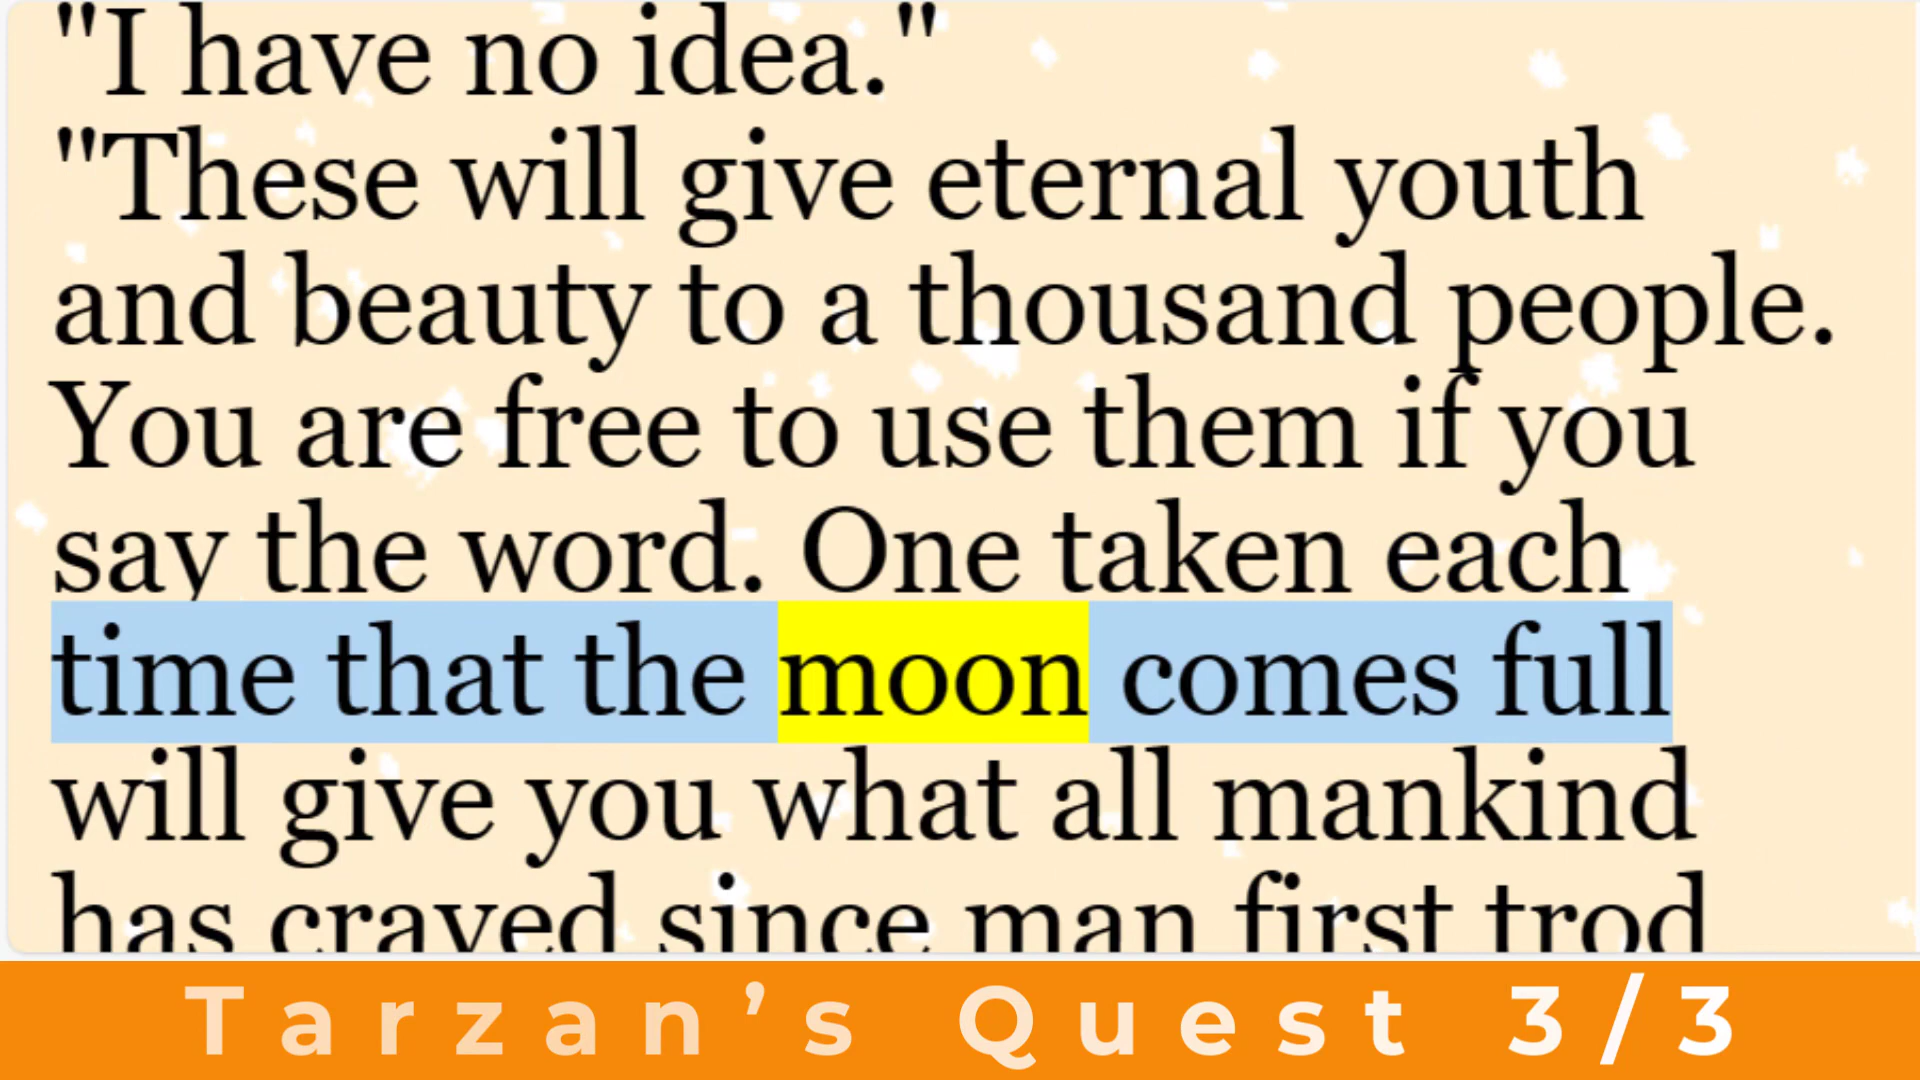 "I have no idea."
"These will give eternal youth
and beauty to a thousand people.
You are free to use them if you
say the word. One taken each
time that the moon comes full
will give you what all mankind
has craved since man first trod
Tarzan’s Quest 3/3